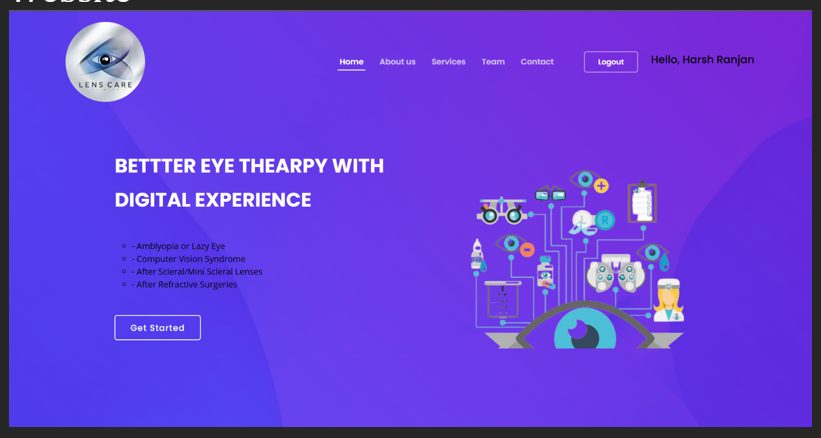 Website
LENS CARE
Home About us Services Team Contact Logout Hello, Harsh Ranjan
BETTTER EYE THEARPY WITH
DIGITAL EXPERIENCE
- Amblyopia or Lazy Eye
- Computer Vision Syndrome
- After Scleral/Mini Scleral Lenses
- After Refractive Surgeries
Get Started
R